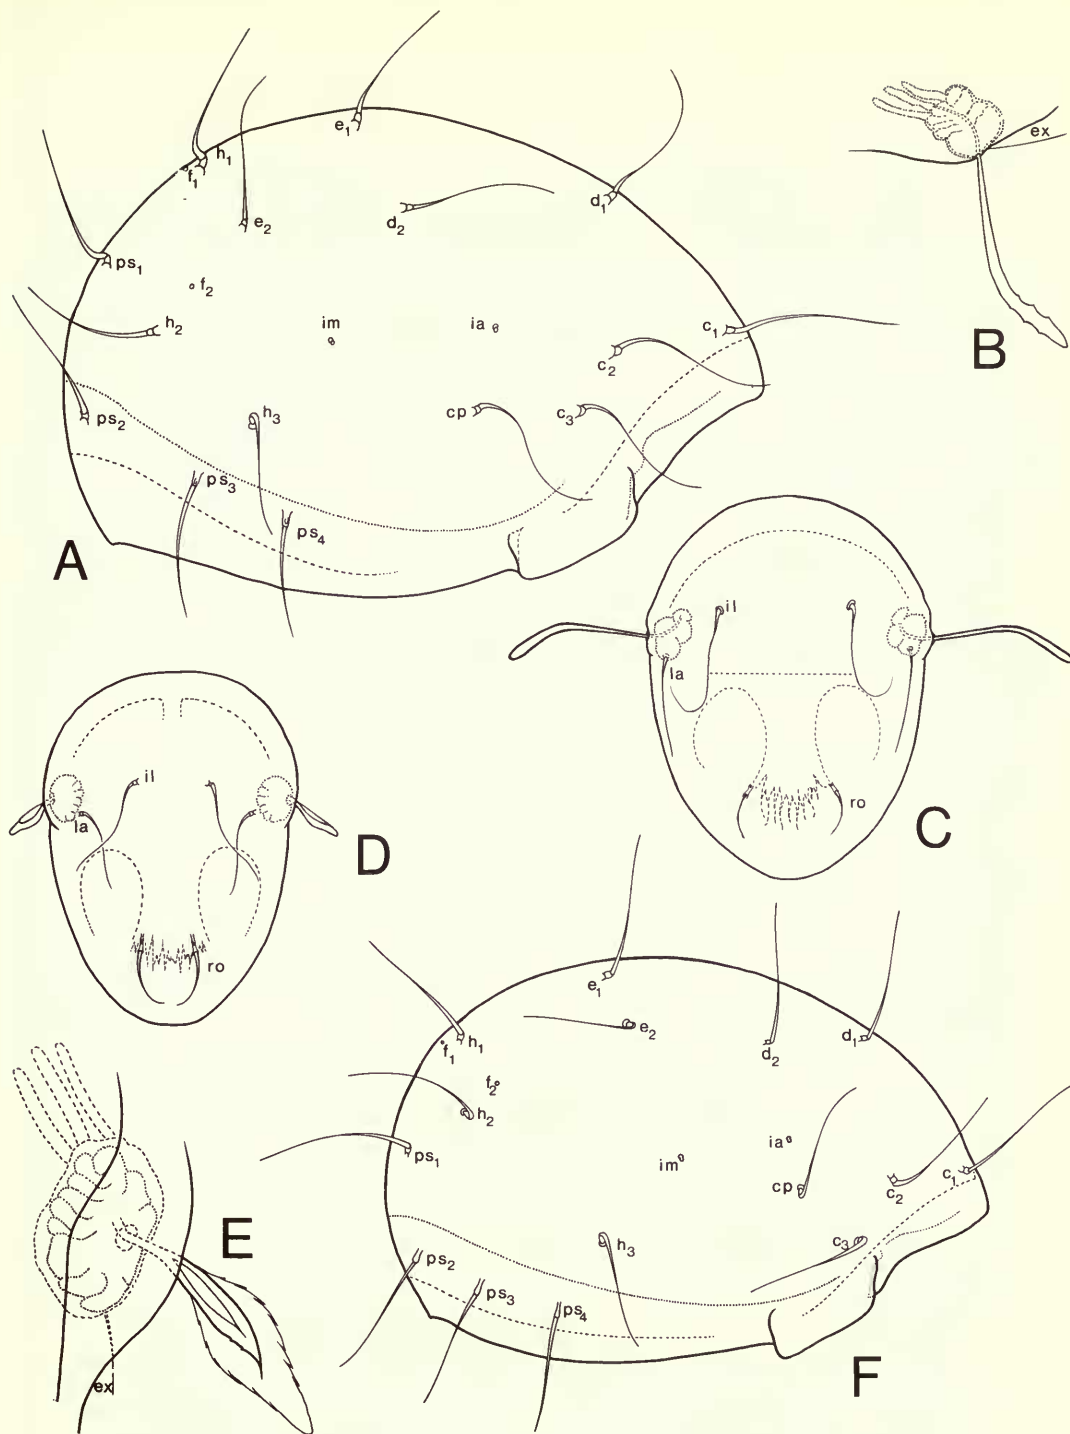 e₁
h₁
f₁
e₂
d₂
d₁
ps₁
f₂
h₂
im
ia
c₁
c₂
ps₂
h₃
cp
c₃
ps₃
ps₄
A
ex
B
il
la
ro
C
il
la
ro
D
ex
E
e₁
e₂
h₁
f₁
d₂
d₁
f₂
h₂
ps₁
ia
im
cp
c₂
c₁
h₃
c₃
ps₂
ps₃
ps₄
F